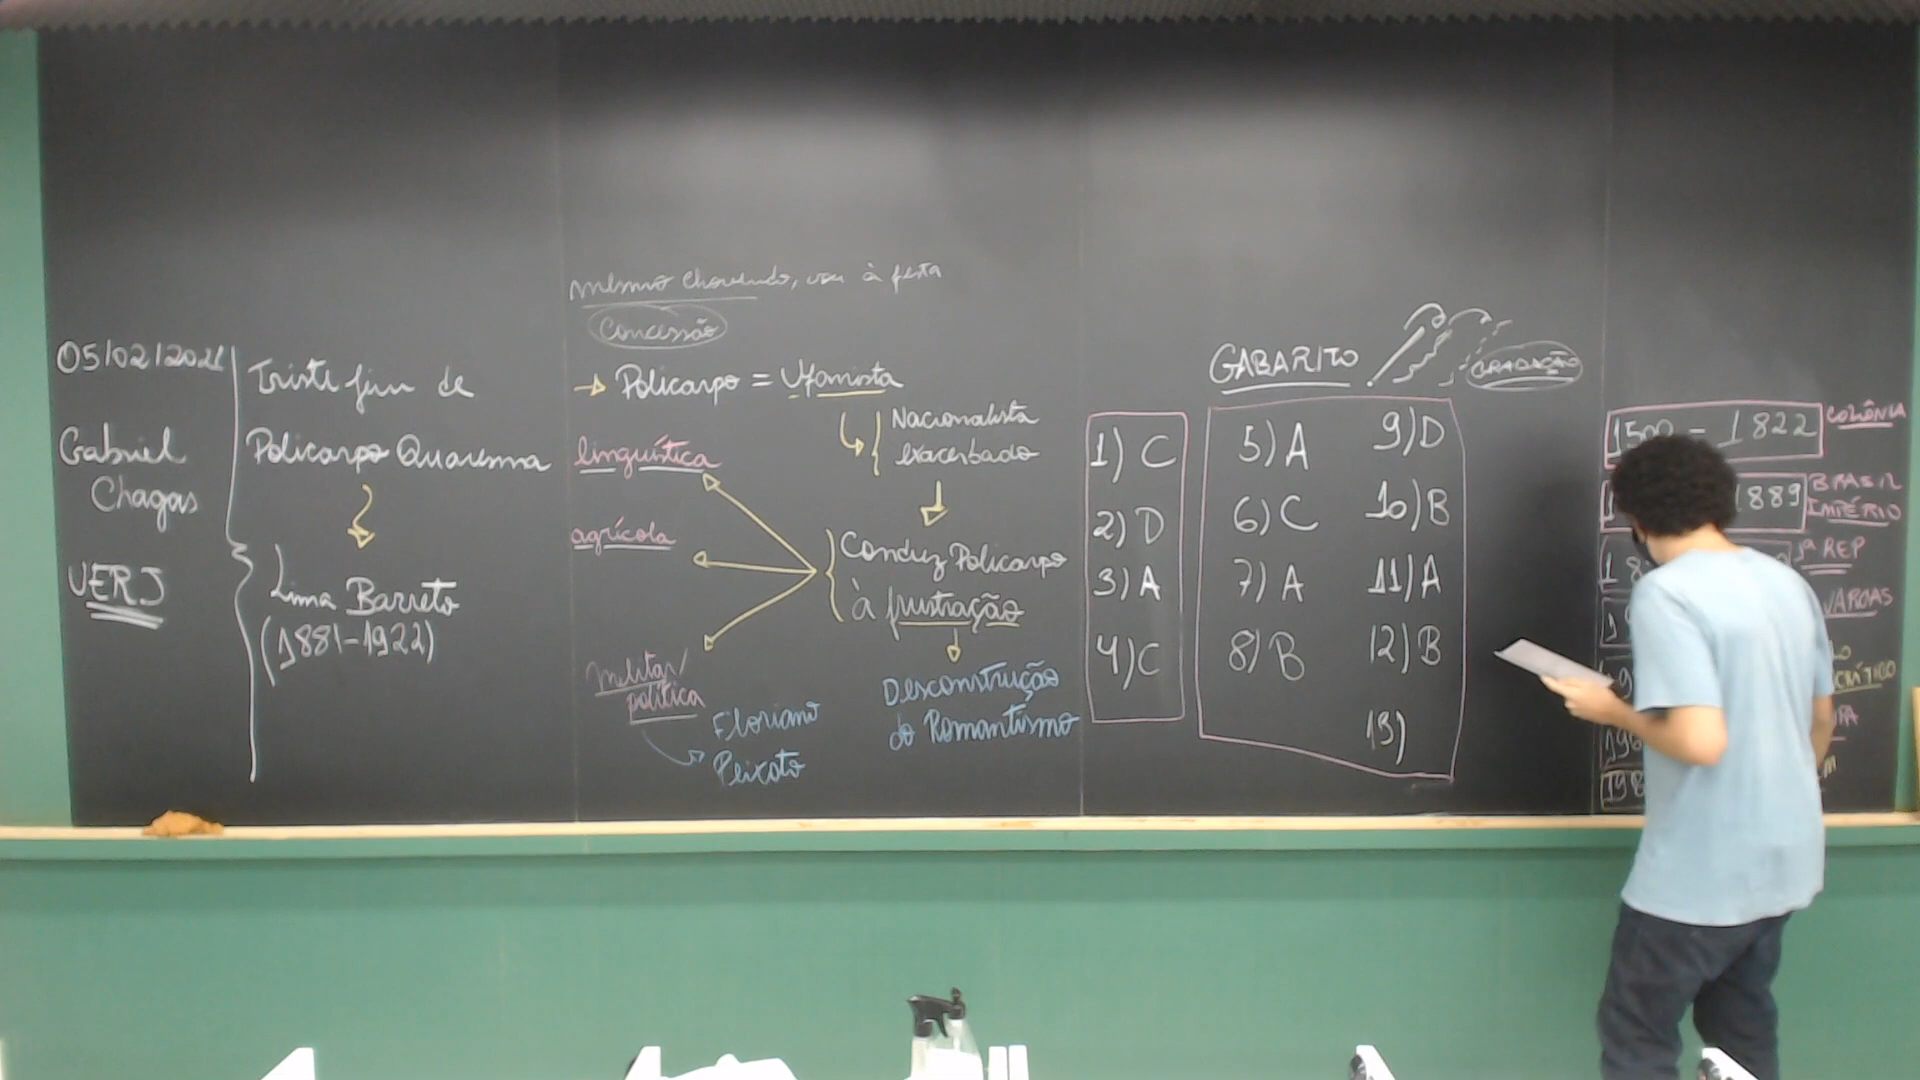 05/02/2021
Gabriel
Chagas
UERJ
Triste fim de
Policarpo Quaresma
Lima Barreto
(1881-1922)
mesmo chovendo, vou à festa
Concessão
→ Policarpo = Ufanista
Nacionalista
exacerbado
Conduz Policarpo
à frustração
Desconstrução
do Romantismo
linguística
agrícola
militar/
política
Floriano
Peixoto
GABARITO
GRADAÇÃO
1) C
2) D
3) A
4) C
5) A
6) C
7) A
8) B
9) D
10) B
11) A
12) B
13)
1500 - 1822 COLÔNIA
1889 BRASIL
IMPÉRIO
1ª REP
VARGAS